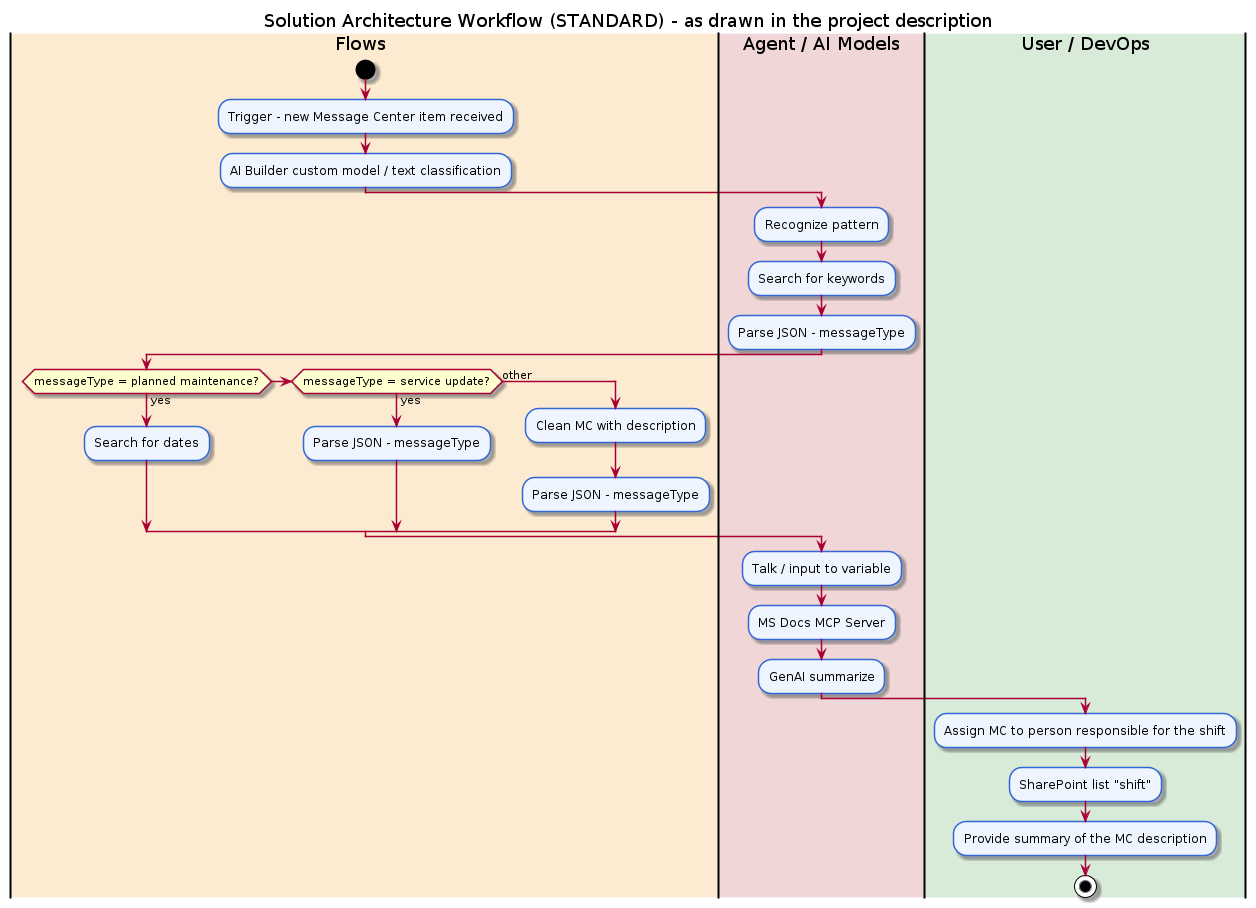 Solution Architecture Workflow (STANDARD) - as drawn in the project description
Flows
Agent / AI Models
User / DevOps
Trigger - new Message Center item received
AI Builder custom model / text classification
Recognize pattern
Search for keywords
Parse JSON - messageType
messageType = planned maintenance?
messageType = service update?
other
yes
yes
Search for dates
Parse JSON - messageType
Clean MC with description
Parse JSON - messageType
Talk / input to variable
MS Docs MCP Server
GenAI summarize
Assign MC to person responsible for the shift
SharePoint list "shift"
Provide summary of the MC description